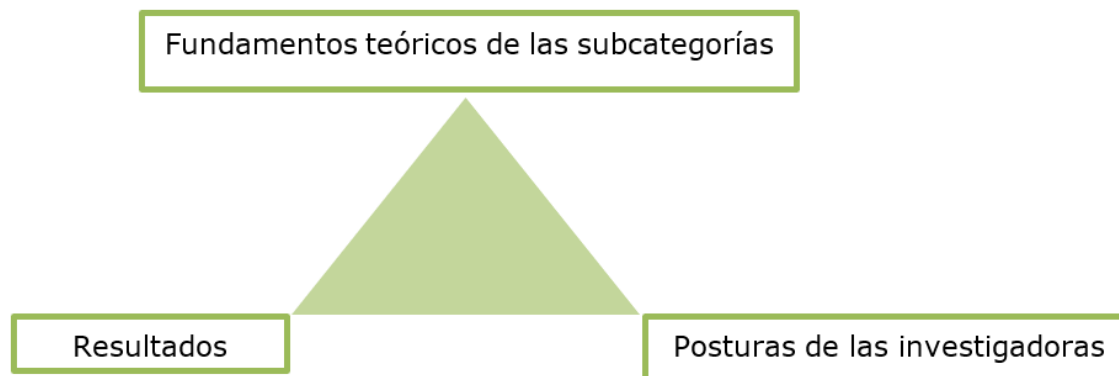 Fundamentos teóricos de las subcategorías
Resultados
Posturas de las investigadoras